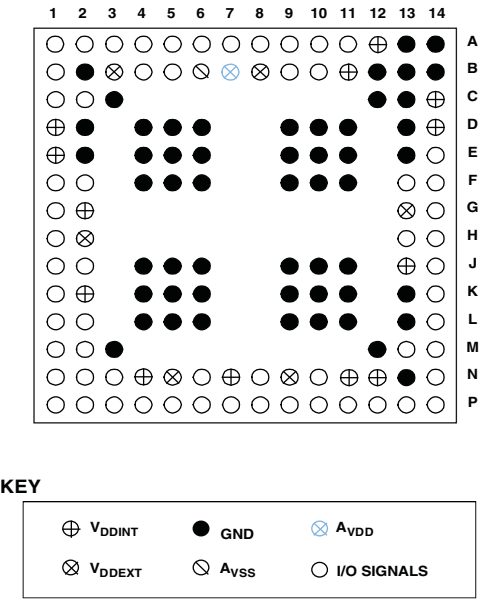 1 2 3 4 5 6 7 8 9 10 11 12 13 14
A
B
C
D
E
F
G
H
J
K
L
M
N
P
KEY
VDDINT GND AVDD
VDDEXT AVSS I/O SIGNALS